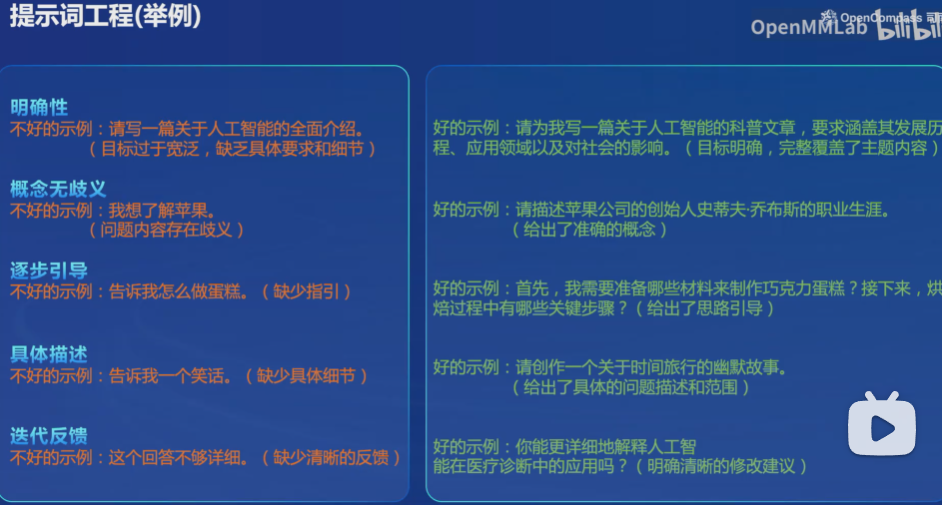 提示词工程(举例)
OpenCompass 司南
OpenMMLab bilibili
明确性
不好的示例：请写一篇关于人工智能的全面介绍。
（目标过于宽泛，缺乏具体要求和细节）
好的示例：请为我写一篇关于人工智能的科普文章，要求涵盖其发展历
程、应用领域以及对社会的影响。（目标明确，完整覆盖了主题内容）
概念无歧义
不好的示例：我想了解苹果。
（问题内容存在歧义）
好的示例：请描述苹果公司的创始人史蒂夫·乔布斯的职业生涯。
（给出了准确的概念）
逐步引导
不好的示例：告诉我怎么做蛋糕。（缺少指引）
好的示例：首先，我需要准备哪些材料来制作巧克力蛋糕？接下来，烘
焙过程中有哪些关键步骤？（给出了思路引导）
具体描述
不好的示例：告诉我一个笑话。（缺少具体细节）
好的示例：请创作一个关于时间旅行的幽默故事。
（给出了具体的问题描述和范围）
迭代反馈
不好的示例：这个回答不够详细。（缺少清晰的反馈）
好的示例：你能更详细地解释人工智
能在医疗诊断中的应用吗？（明确清晰的修改建议）